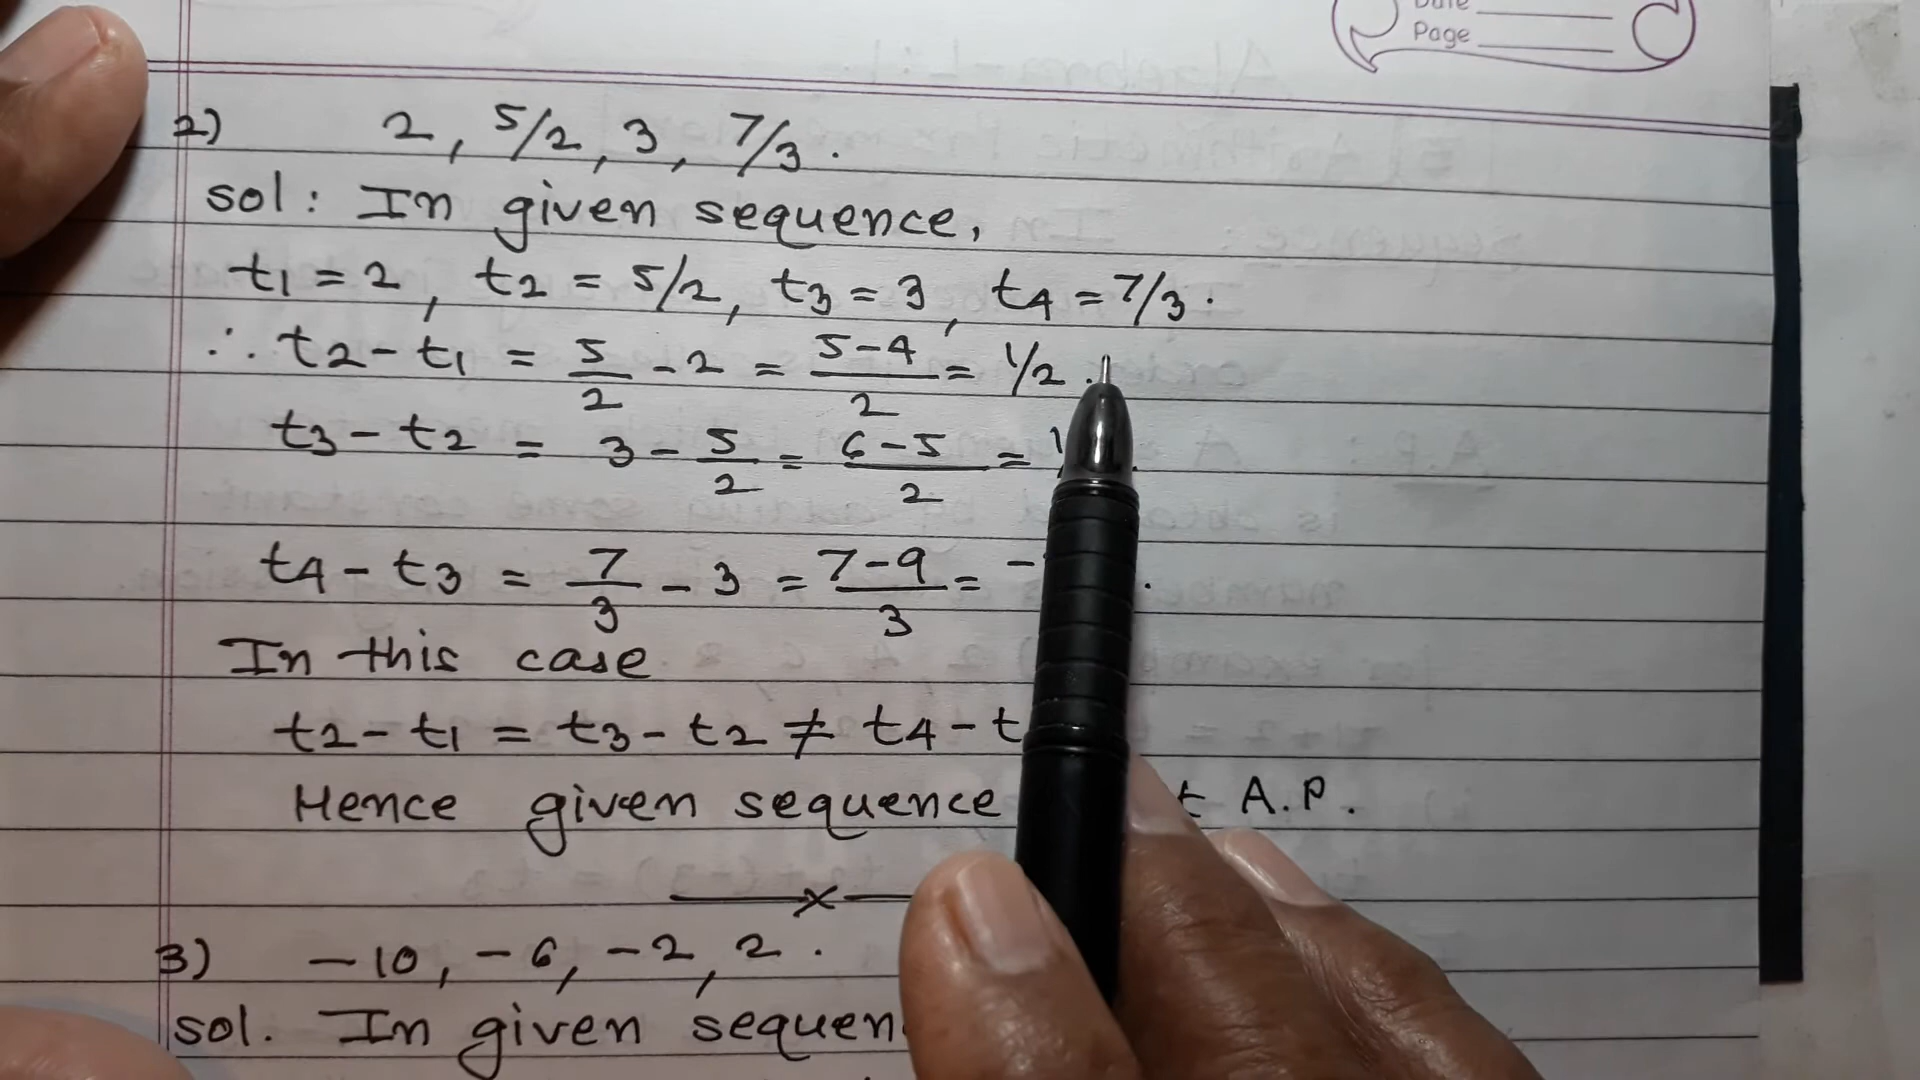 Date
Page
2) 2, 5/2, 3, 7/3.
sol: In given sequence,
t1 = 2, t2 = 5/2, t3 = 3, t4 = 7/3.
∴ t2 - t1 = 5/2 - 2 = 5-4/2 = 1/2.
t3 - t2 = 3 - 5/2 = 6-5/2 =
t4 - t3 = 7/3 - 3 = 7-9/3 = -
In this case
t2 - t1 = t3 - t2 ≠ t4 - t
Hence given sequence t A.P.
3) -10, -6, -2, 2.
sol. In given sequen